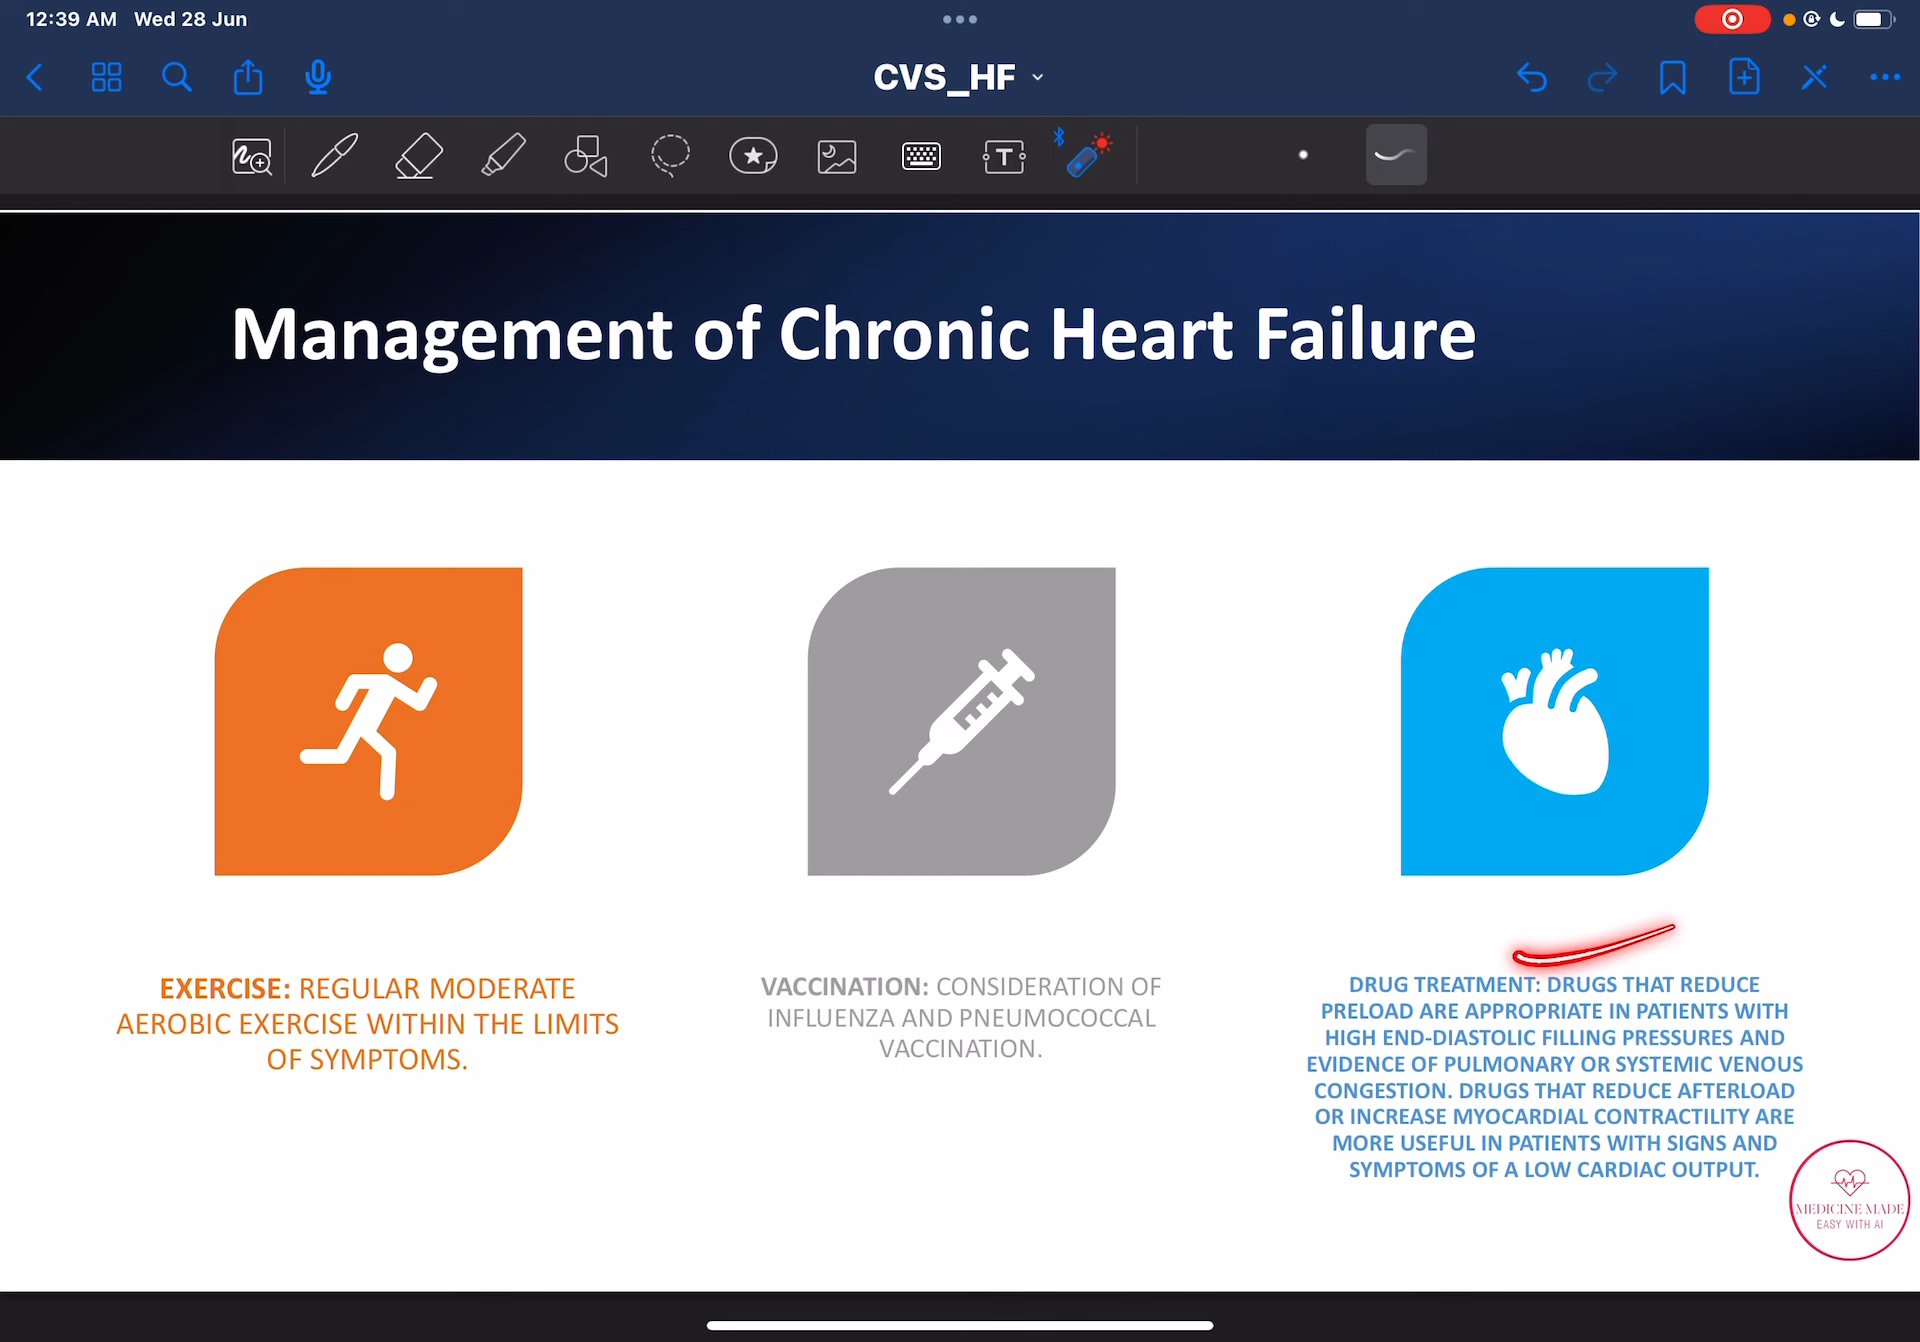 12:39 AM Wed 28 Jun
CVS_HF
T
Management of Chronic Heart Failure
EXERCISE: REGULAR MODERATE
AEROBIC EXERCISE WITHIN THE LIMITS
OF SYMPTOMS.
VACCINATION: CONSIDERATION OF
INFLUENZA AND PNEUMOCOCCAL
VACCINATION.
DRUG TREATMENT: DRUGS THAT REDUCE
PRELOAD ARE APPROPRIATE IN PATIENTS WITH
HIGH END-DIASTOLIC FILLING PRESSURES AND
EVIDENCE OF PULMONARY OR SYSTEMIC VENOUS
CONGESTION. DRUGS THAT REDUCE AFTERLOAD
OR INCREASE MYOCARDIAL CONTRACTILITY ARE
MORE USEFUL IN PATIENTS WITH SIGNS AND
SYMPTOMS OF A LOW CARDIAC OUTPUT.
MEDICINE MADE
EASY WITH AI